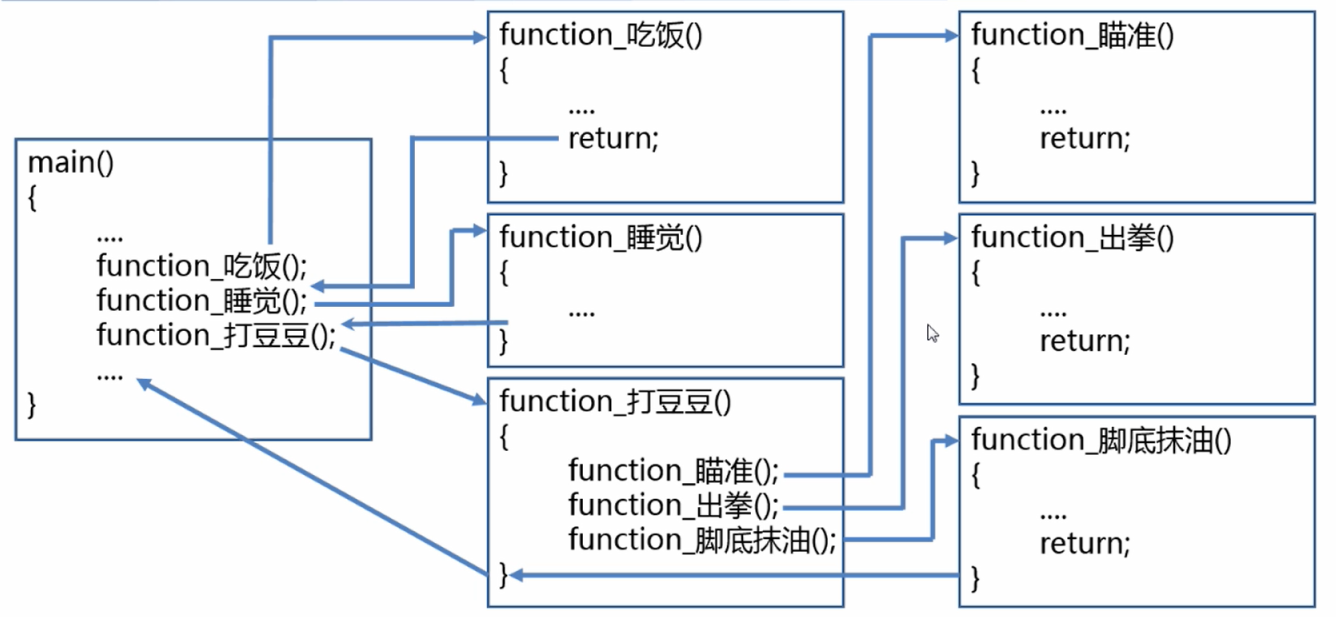 main()
{
....
function_吃饭();
function_睡觉();
function_打豆豆();
....
}
function_吃饭()
{
....
return;
}
function_睡觉()
{
....
}
function_打豆豆()
{
function_瞄准();
function_出拳();
function_脚底抹油();
}
function_瞄准()
{
....
return;
}
function_出拳()
{
....
return;
}
function_脚底抹油()
{
....
return;
}